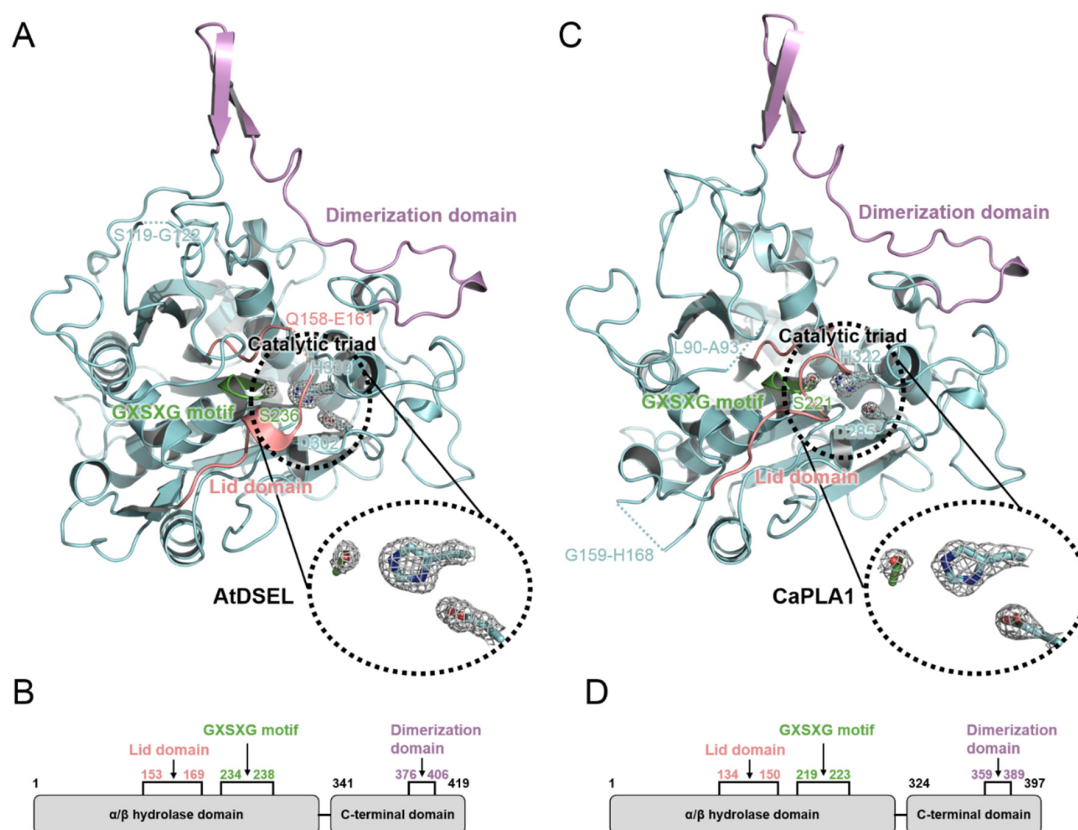 A
Dimerization domain
S119-G122
Q158-E161
Catalytic triad
GXSXG motif
S236
D302
Lid domain
AtDSEL
C
Dimerization domain
L90-A93
Catalytic triad
H322
GXSXG motif
S221
D285
Lid domain
G159-H168
CaPLA1
B
GXSXG motif
Lid domain
Dimerization
domain
1
153 169
234 238
341
376 406
419
α/β hydrolase domain
C-terminal domain
D
GXSXG motif
Lid domain
Dimerization
domain
1
134 150
219 223
324
359 389
397
α/β hydrolase domain
C-terminal domain